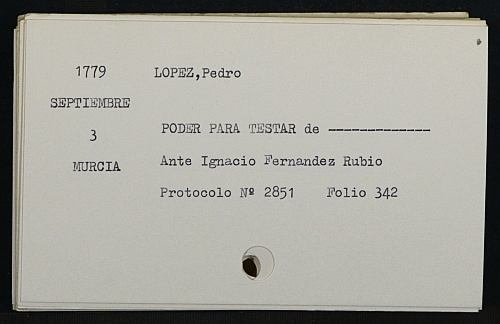 1779 LOPEZ,Pedro
SEPTIEMBRE
3 PODER PARA TESTAR de -------------
MURCIA Ante Ignacio Fernandez Rubio
Protocolo Nº 2851 Folio 342